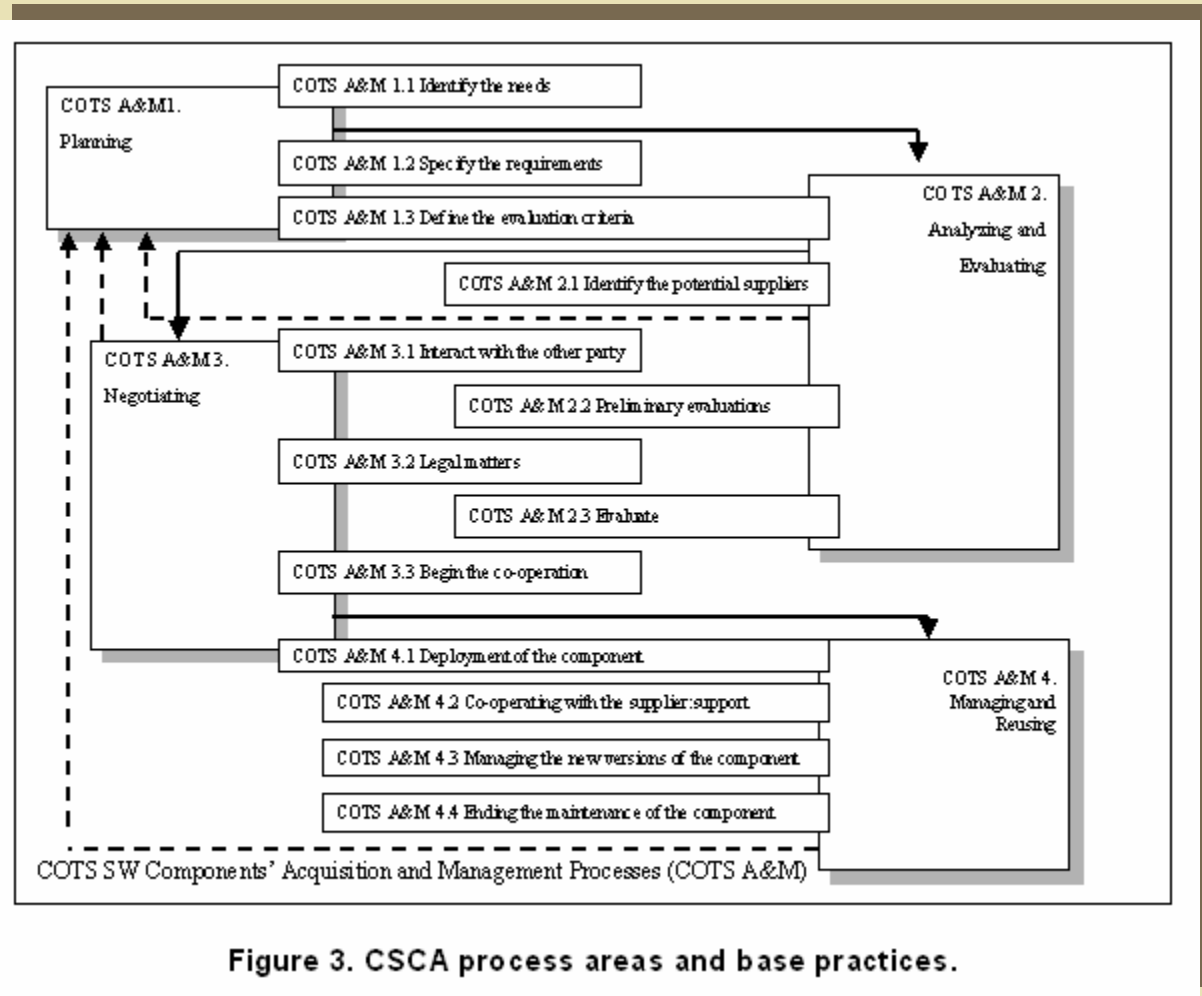 COTS A&M 1.1 Identify the needs
COTS A&M1.
Planning
COTS A&M 1.2 Specify the requirements
COTS A&M 1.3 Define the evaluation criteria
COTS A&M 2.
Analyzing and
Evaluating
COTS A&M 2.1 Identify the potential suppliers
COTS A&M 3.
Negotiating
COTS A&M 3.1 Interact with the other party
COTS A&M 2.2 Preliminary evaluations
COTS A&M 3.2 Legal matters
COTS A&M 2.3 Evaluate
COTS A&M 3.3 Begin the co-operation
COTS A&M 4.1 Deployment of the component
COTS A&M 4.
Managing and
Reusing
COTS A&M 4.2 Co-operating with the supplier: support
COTS A&M 4.3 Managing the new versions of the component
COTS A&M 4.4 Ending the maintenance of the component
COTS SW Components' Acquisition and Management Processes (COTS A&M)
Figure 3. CSCA process areas and base practices.